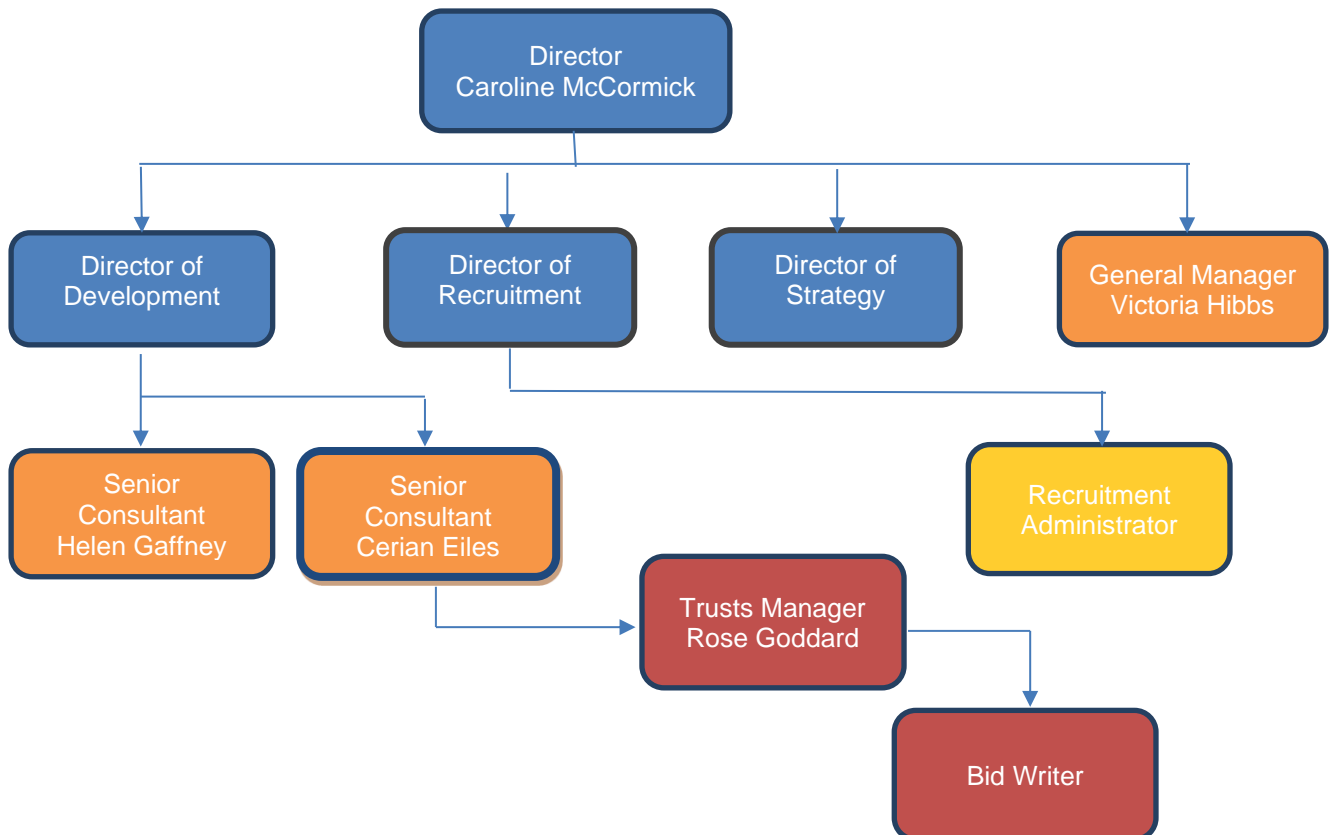 Director
Caroline McCormick
Director of
Development
Director of
Recruitment
Director of
Strategy
General Manager
Victoria Hibbs
Senior
Consultant
Helen Gaffney
Senior
Consultant
Cerian Eiles
Recruitment
Administrator
Trusts Manager
Rose Goddard
Bid Writer